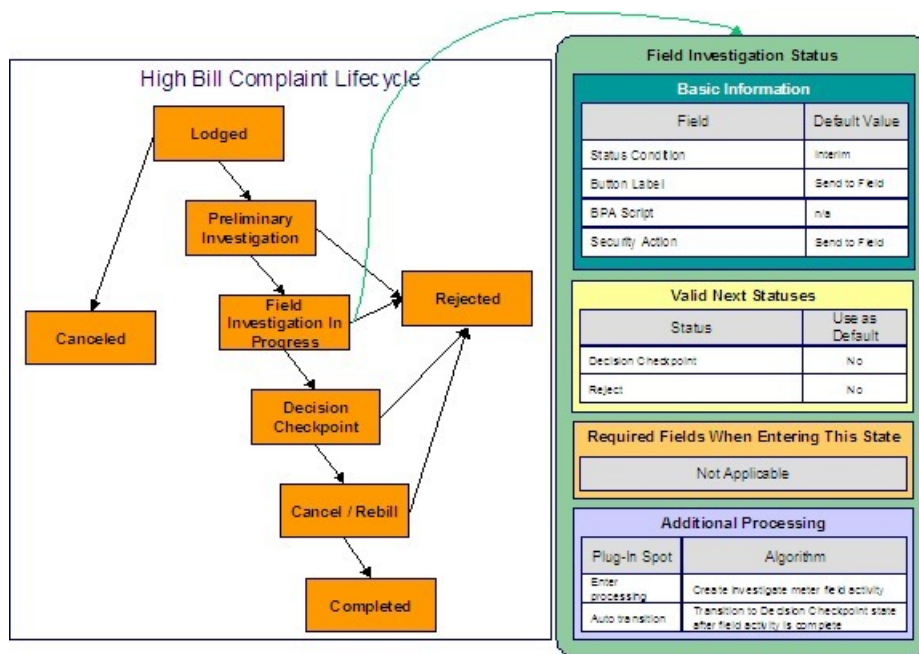 High Bill Complaint Lifecycle
Lodged
Preliminary
Investigation
Field
Investigation In
Progress
Rejected
Canceled
Decision
Checkpoint
Cancel / Rebill
Completed
Field Investigation Status
Basic Information
Field Default Value
Status Condition Interim
Button Label Send to Field
BPA Script n/a
Security Action Send to Field
Valid Next Statuses
Status Use as
Default
Decision Checkpoint No
Reject No
Required Fields When Entering This State
Not Applicable
Additional Processing
Plug-In Spot Algorithm
Enter
processing Create investigate meter field activity
Auto transition Transition to Decision Checkpoint state
after field activity is complete